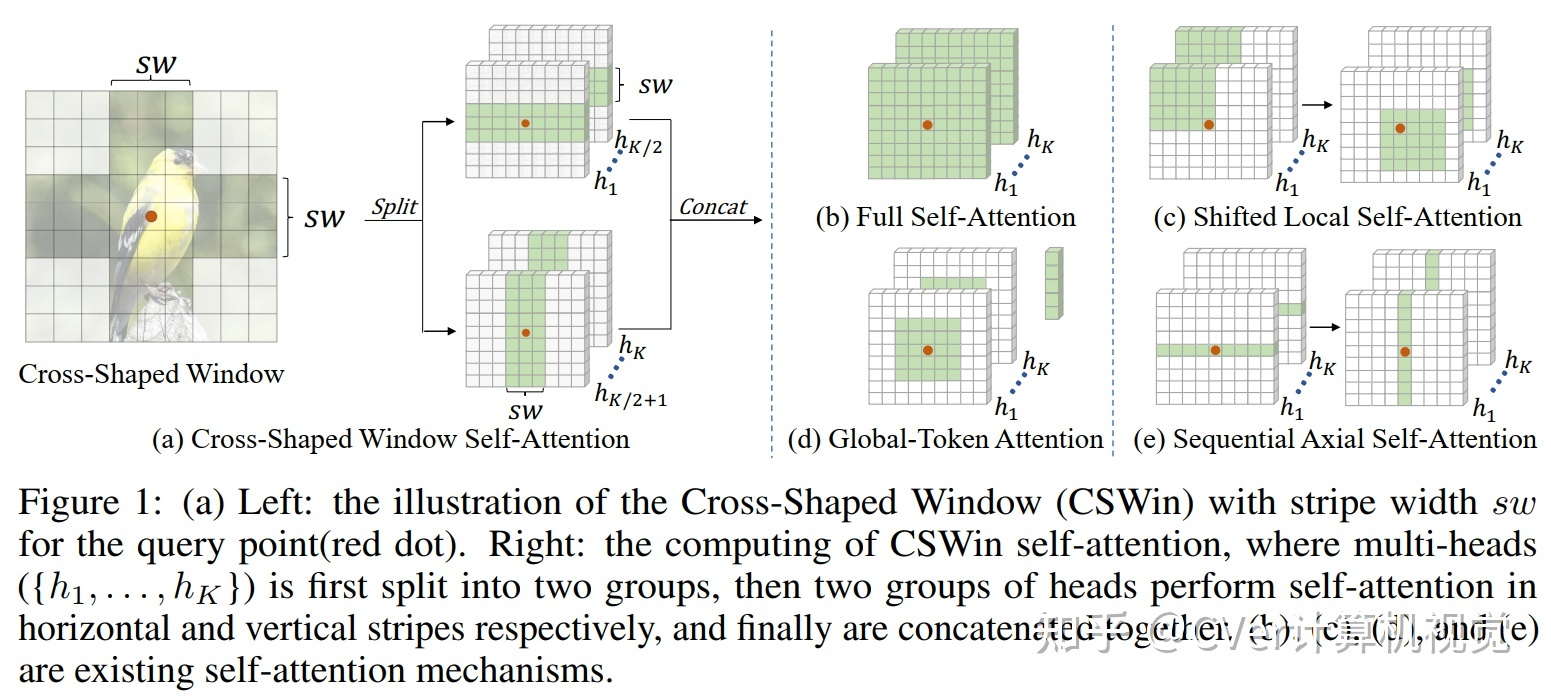 sw
sw
Cross-Shaped Window
Split
sw
h_{K/2}
h_1
h_K
h_{K/2+1}
sw
Concat
(a) Cross-Shaped Window Self-Attention
h_K
h_1
(b) Full Self-Attention
h_K
h_1
h_K
h_1
(c) Shifted Local Self-Attention
h_K
h_1
(d) Global-Token Attention
h_K
h_1
h_K
h_1
(e) Sequential Axial Self-Attention
Figure 1: (a) Left: the illustration of the Cross-Shaped Window (CSWin) with stripe width sw
for the query point(red dot). Right: the computing of CSWin self-attention, where multi-heads
({h_1, . . . , h_K}) is first split into two groups, then two groups of heads perform self-attention in
horizontal and vertical stripes respectively, and finally are concatenated together. (b), (c), (d), and (e)
are existing self-attention mechanisms.
知乎 @CVer计算机视觉